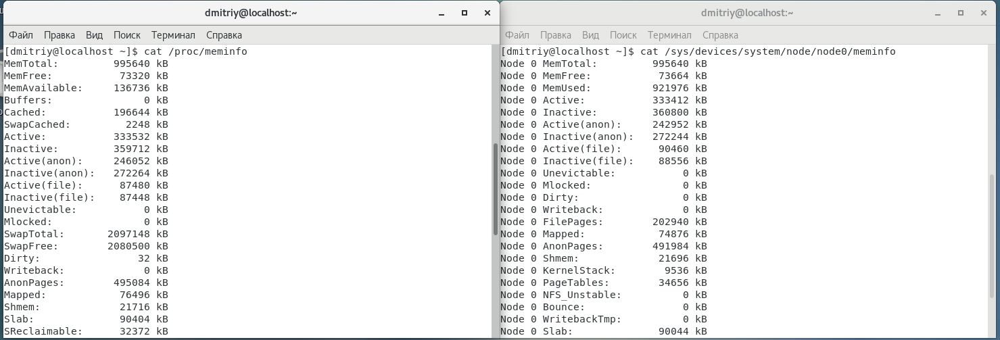 dmitriy@localhost:~
Файл Правка Вид Поиск Терминал Справка
[dmitriy@localhost ~]$ cat /proc/meminfo
MemTotal: 995640 kB
MemFree: 73320 kB
MemAvailable: 136736 kB
Buffers: 0 kB
Cached: 196644 kB
SwapCached: 2248 kB
Active: 333532 kB
Inactive: 359712 kB
Active(anon): 246052 kB
Inactive(anon): 272264 kB
Active(file): 87480 kB
Inactive(file): 87448 kB
Unevictable: 0 kB
Mlocked: 0 kB
SwapTotal: 2097148 kB
SwapFree: 2080500 kB
Dirty: 32 kB
Writeback: 0 kB
AnonPages: 495084 kB
Mapped: 76496 kB
Shmem: 21716 kB
Slab: 90404 kB
SReclaimable: 32372 kB
dmitriy@localhost:~
Файл Правка Вид Поиск Терминал Справка
[dmitriy@localhost ~]$ cat /sys/devices/system/node/node0/meminfo
Node 0 MemTotal: 995640 kB
Node 0 MemFree: 73664 kB
Node 0 MemUsed: 921976 kB
Node 0 Active: 333412 kB
Node 0 Inactive: 360800 kB
Node 0 Active(anon): 242952 kB
Node 0 Inactive(anon): 272244 kB
Node 0 Active(file): 90460 kB
Node 0 Inactive(file): 88556 kB
Node 0 Unevictable: 0 kB
Node 0 Mlocked: 0 kB
Node 0 Dirty: 0 kB
Node 0 Writeback: 0 kB
Node 0 FilePages: 202940 kB
Node 0 Mapped: 74876 kB
Node 0 AnonPages: 491984 kB
Node 0 Shmem: 21696 kB
Node 0 KernelStack: 9536 kB
Node 0 PageTables: 34656 kB
Node 0 NFS_Unstable: 0 kB
Node 0 Bounce: 0 kB
Node 0 WritebackTmp: 0 kB
Node 0 Slab: 90044 kB